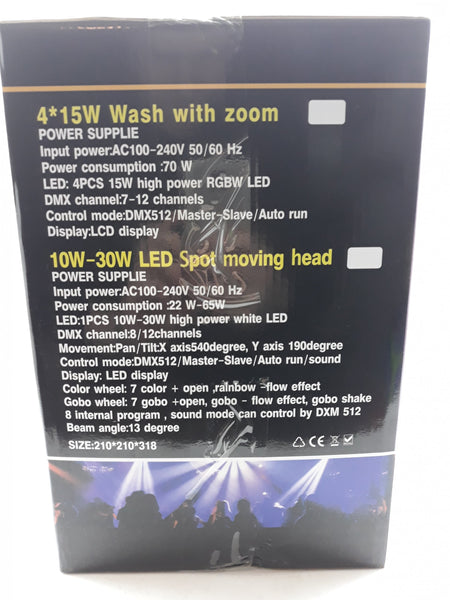 4*15W Wash with zoom
POWER SUPPLIE
Input power:AC100-240V 50/60 Hz
Power consumption :70 W
LED: 4PCS 15W high power RGBW LED
DMX channel:7-12 channels
Control mode:DMX512/Master-Slave/Auto run
Display:LCD display
10W-30W LED Spot moving head
POWER SUPPLIE
Input power:AC100-240V 50/60 Hz
Power consumption :22 W-65W
LED:1PCS 10W-30W high power white LED
DMX channel:8/12channels
Movement:Pan/Tilt:X axis540degree, Y axis 190degree
Control mode:DMX512/Master-Slave/Auto run/sound
Display: LED display
Color wheel: 7 color + open ,rainbow -flow effect
Gobo wheel: 7 gobo +open, gobo - flow effect, gobo shake
8 internal program , sound mode can control by DXM 512
Beam angle:13 degree
SIZE:210*210*318
CE